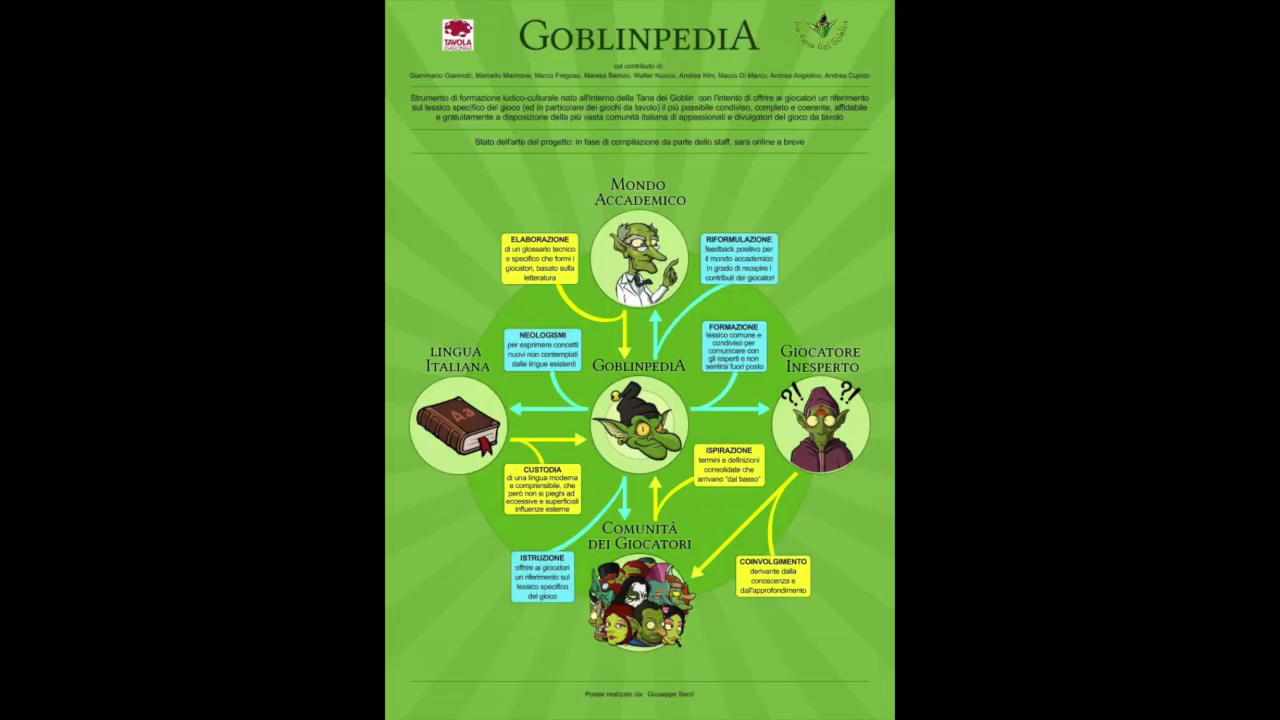 TAVOLA
ESAGONALE
GOBLINPEDIA
La Tana dei Goblin
col contributo di:
Giammario Giannotti, Marcello Maimone, Marco Fregoso, Maresa Bertolo, Walter Nuccio, Andrea Nini, Mauro Di Marco, Andrea Angiolino, Andrea Cupido
Strumento di formazione ludico-culturale nato all'interno della Tana dei Goblin con l'intento di offrire ai giocatori un riferimento
sul lessico specifico del gioco (ed in particolare dei giochi da tavolo) il più possibile condiviso, completo e coerente, affidabile
e gratuitamente a disposizione della più vasta comunità italiana di appassionati e divulgatori del gioco da tavolo
Stato dell'arte del progetto: in fase di compilazione da parte dello staff, sarà online a breve
MONDO
ACCADEMICO
ELABORAZIONE
di un glossario tecnico
e specifico che formi i
giocatori, basato sulla
letteratura
RIFORMULAZIONE
feedback positivo per
il mondo accademico
in grado di recepire i
contributi dei giocatori
NEOLOGISMI
per esprimere concetti
nuovi non contemplati
dalle lingue esistenti
FORMAZIONE
lessico comune e
condiviso per
comunicare con
gli esperti e non
sentirsi fuori posto
LINGUA
ITALIANA
GOBLINPEDIA
GIOCATORE
INESPERTO
Aa
?!
?!
CUSTODIA
di una lingua moderna
e comprensibile, che
però non si pieghi ad
eccessive e superficiali
influenze esterne
ISPIRAZIONE
termini e definizioni
consolidate che
arrivano "dal basso"
COMUNITÀ
DEI GIOCATORI
ISTRUZIONE
offrire ai giocatori
un riferimento sul
lessico specifico
del gioco
COINVOLGIMENTO
derivante dalla
conoscenza e
dall'approfondimento
Poster realizato da: Giuseppe Sarci